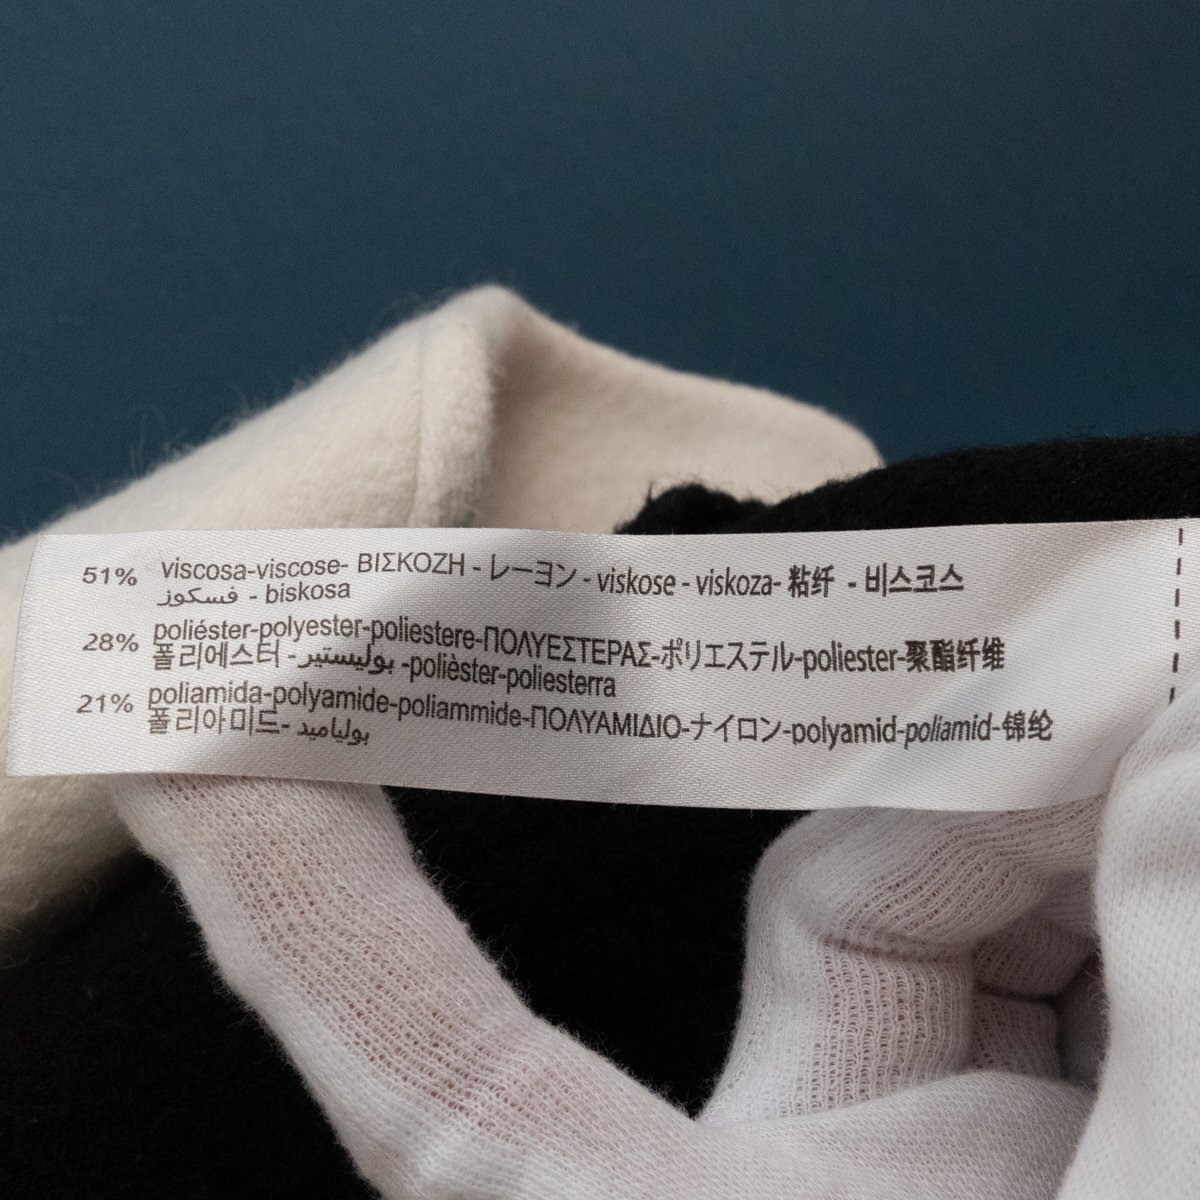 51% viscosa-viscose- ΒΙΣΚΟΖΗ - レーヨン - viskose - viskoza- 粘纤 - 비스코스
فسكوز - biskosa
28% poliéster-polyester-poliestere-ΠΟΛΥΕΣΤΕΡΑΣ-ポリエステル-poliester-聚酯纤维
폴리에스터 - بوليستير -polièster-poliesterra
21% poliamida-polyamide-poliammide-ΠΟΛΥΑΜΙΔΙΟ-ナイロン-polyamid-poliamid-锦纶
폴리아미드- بولياميد